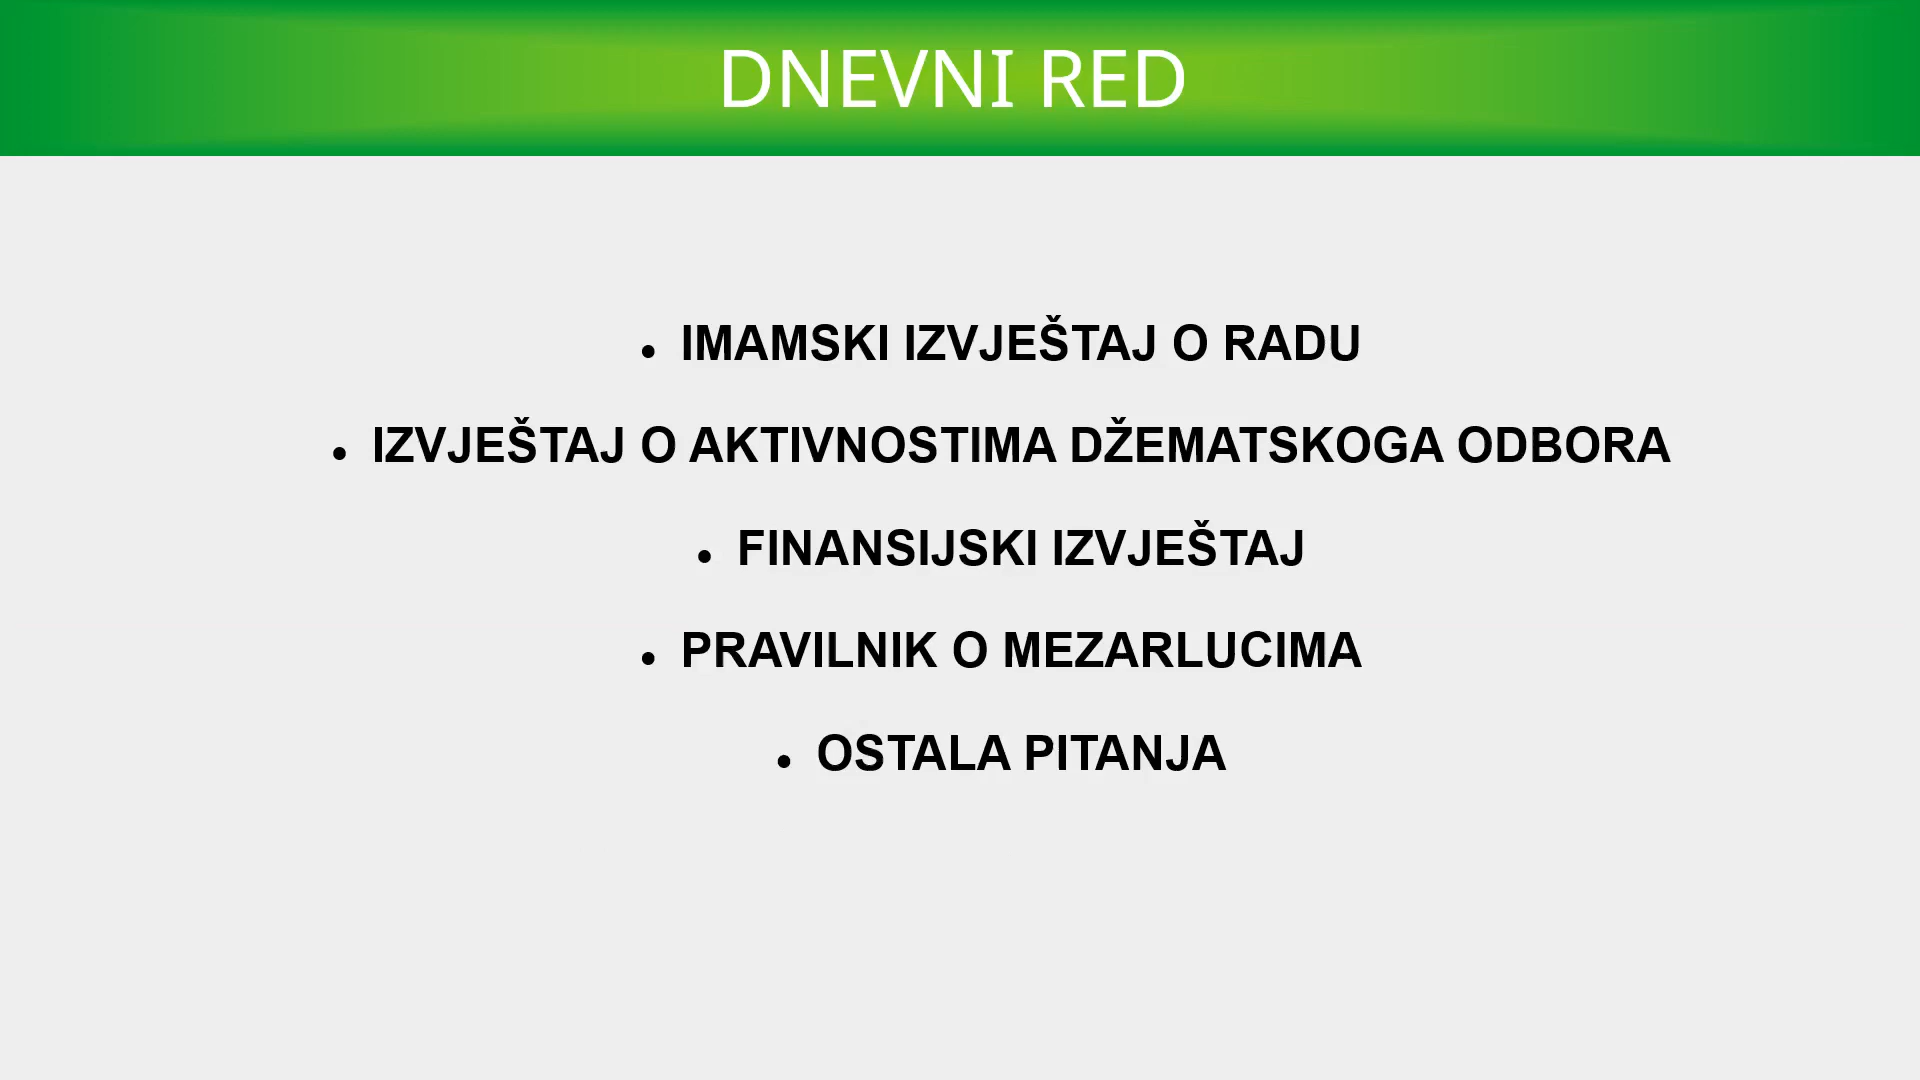 DNEVNI RED
• IMAMSKI IZVJEŠTAJ O RADU
• IZVJEŠTAJ O AKTIVNOSTIMA DŽEMATSKOGA ODBORA
• FINANSIJSKI IZVJEŠTAJ
• PRAVILNIK O MEZARLUCIMA
• OSTALA PITANJA